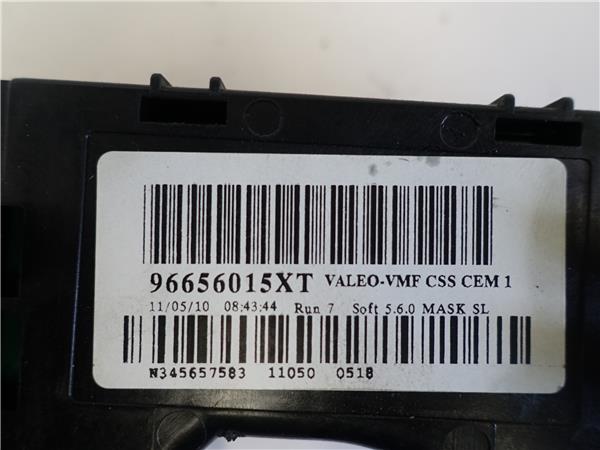 96656015XT VALEO-VMF CSS CEM 1
11/05/10 08:43:44 Run 7 Soft 5.6.0 MASK SL
N345657583 11050 0518